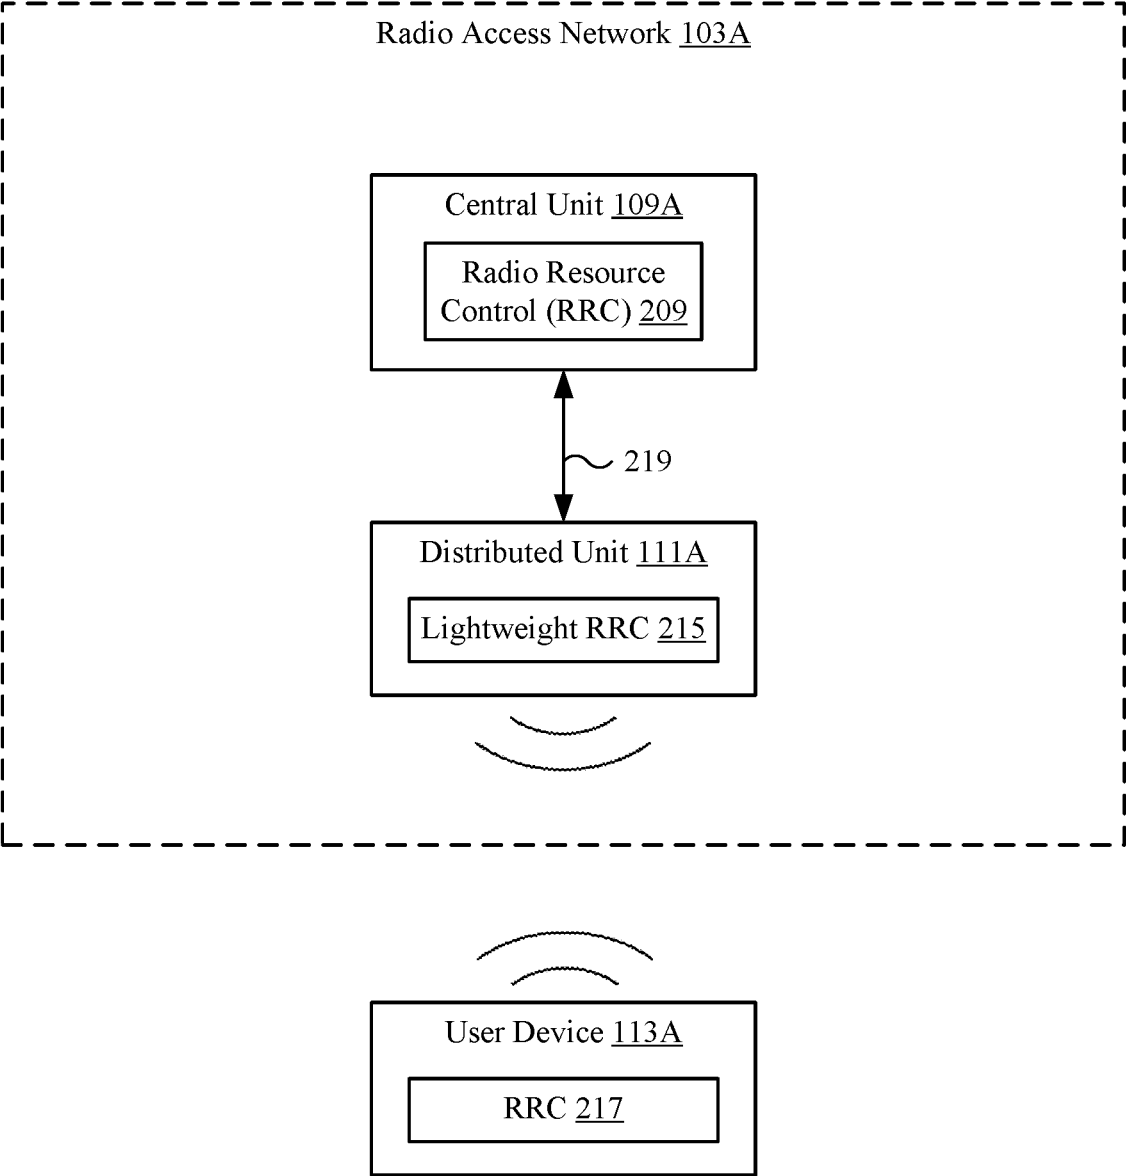 Radio Access Network 103A
Central Unit 109A
Radio Resource
Control (RRC) 209
219
Distributed Unit 111A
Lightweight RRC 215
User Device 113A
RRC 217